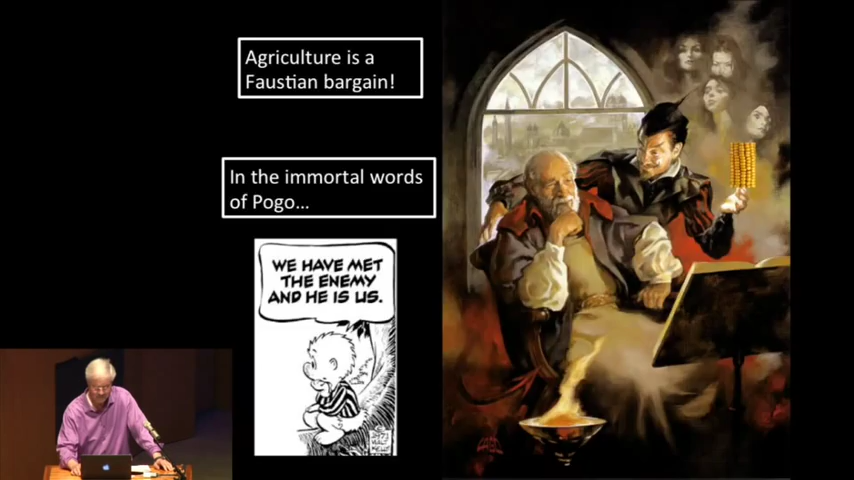 Agriculture is a
Faustian bargain!
In the immortal words
of Pogo...
WE HAVE MET
THE ENEMY
AND HE IS US.